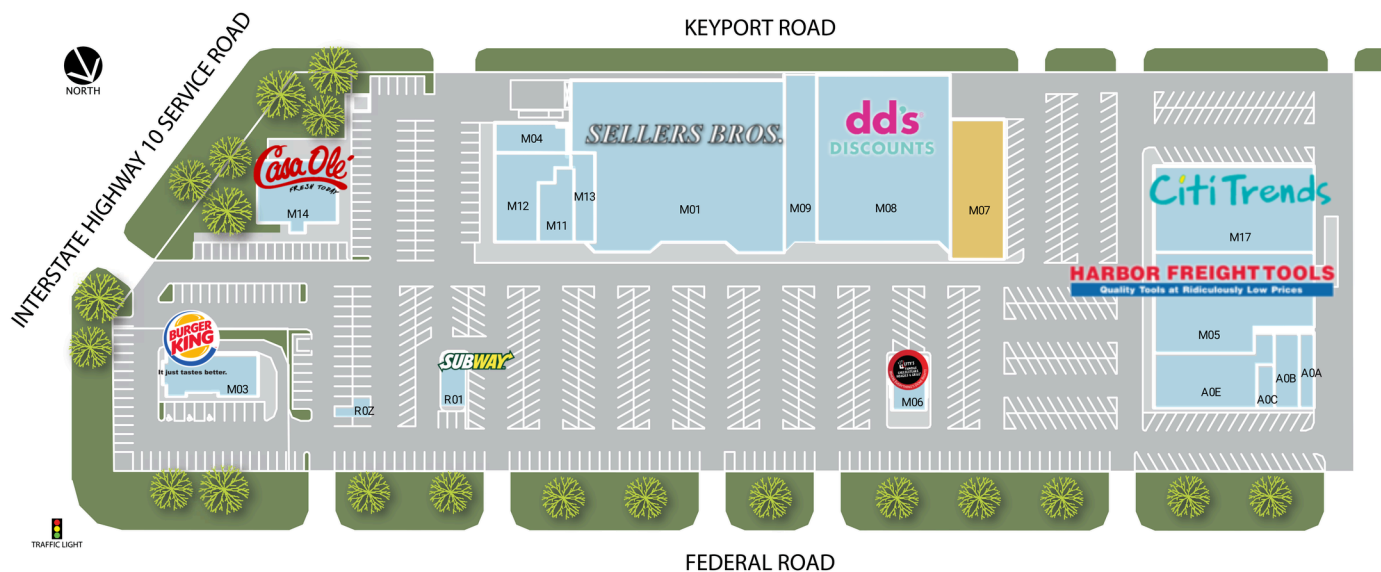 KEYPORT ROAD
NORTH
INTERSTATE HIGHWAY 10 SERVICE ROAD
Casa Olé
FRESH TODAY
M14
M04
SELLERS BROS.
dd's
DISCOUNTS
M12
M11
M13
M01
M09
M08
M07
Citi Trends
M17
HARBOR FREIGHT TOOLS
Quality Tools at Ridiculously Low Prices
BURGER
KING
It just tastes better.
M03
SUBWAY
R0Z
R01
M06
M05
A0E
A0C
A0B
A0A
TRAFFIC LIGHT
FEDERAL ROAD